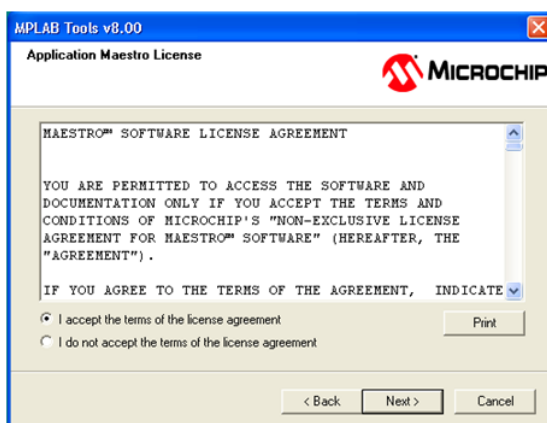 MPLAB Tools v8.00
Application Maestro License
MICROCHIP
MAESTRO℠ SOFTWARE LICENSE AGREEMENT
YOU ARE PERMITTED TO ACCESS THE SOFTWARE AND
DOCUMENTATION ONLY IF YOU ACCEPT THE TERMS AND
CONDITIONS OF MICROCHIP'S "NON-EXCLUSIVE LICENSE
AGREEMENT FOR MAESTRO℠ SOFTWARE" (HEREAFTER, THE
"AGREEMENT").
IF YOU AGREE TO THE TERMS OF THE AGREEMENT, INDICATE
I accept the terms of the license agreement
Print
I do not accept the terms of the license agreement
< Back
Next >
Cancel